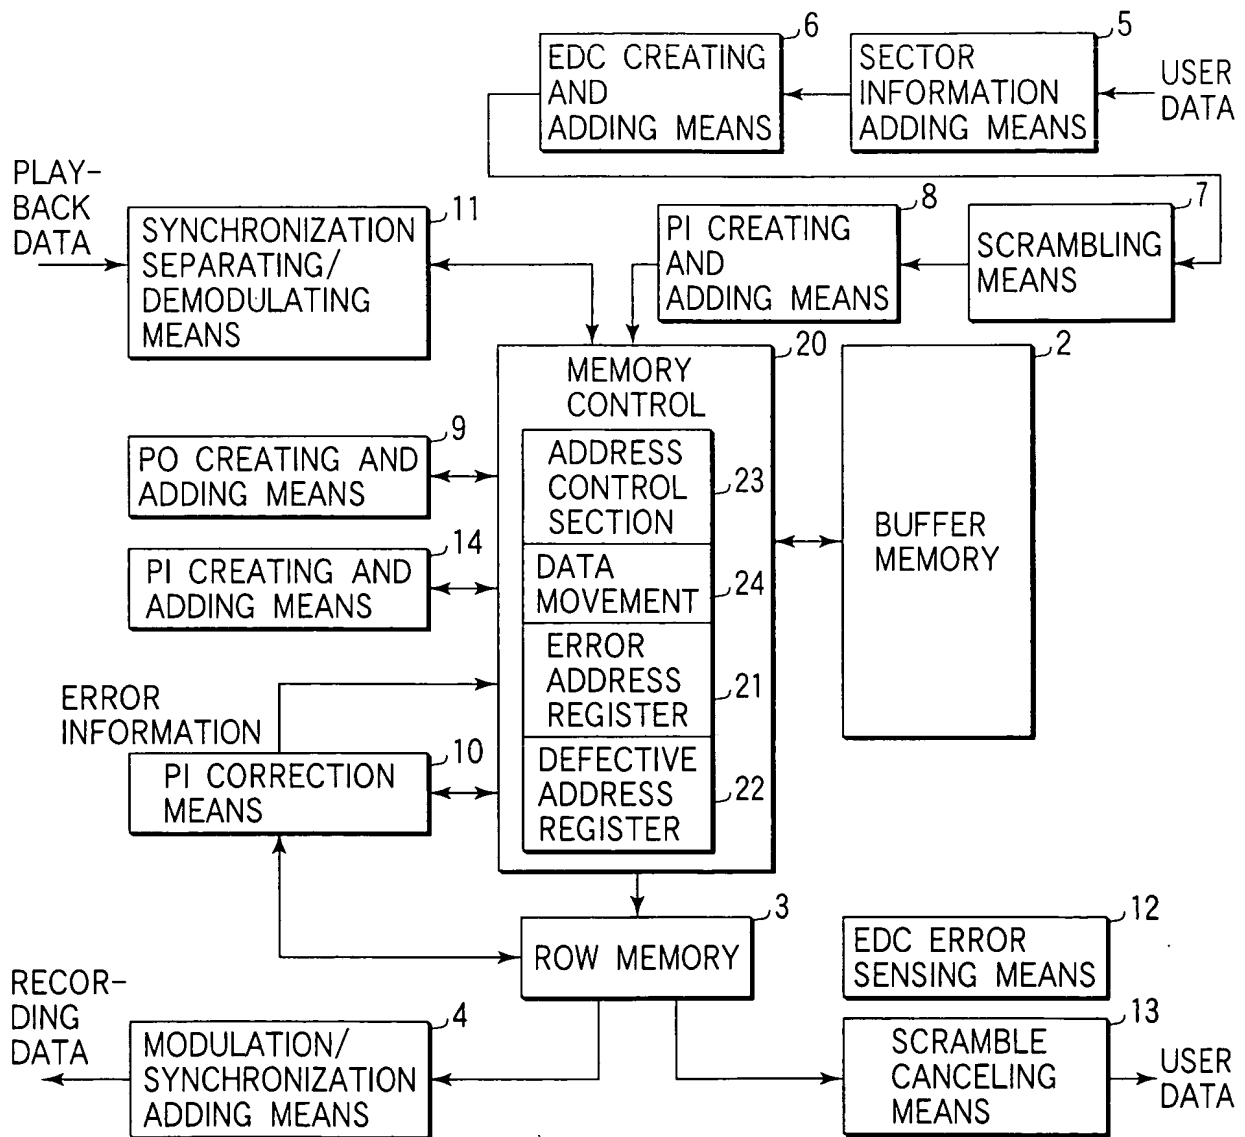 6
EDC CREATING
AND
ADDING MEANS
5
SECTOR
INFORMATION
ADDING MEANS
USER
DATA
PLAY-
BACK
DATA
11
SYNCHRONIZATION
SEPARATING/
DEMODULATING
MEANS
8
PI CREATING
AND
ADDING MEANS
7
SCRAMBLING
MEANS
20
MEMORY
CONTROL
2
BUFFER
MEMORY
9
PO CREATING AND
ADDING MEANS
ADDRESS
CONTROL
SECTION
23
14
PI CREATING AND
ADDING MEANS
DATA
MOVEMENT
24
ERROR
ADDRESS
REGISTER
21
ERROR
INFORMATION
10
PI CORRECTION
MEANS
DEFECTIVE
ADDRESS
REGISTER
22
3
ROW MEMORY
12
EDC ERROR
SENSING MEANS
RECOR-
DING
DATA
4
MODULATION/
SYNCHRONIZATION
ADDING MEANS
13
SCRAMBLE
CANCELING
MEANS
USER
DATA